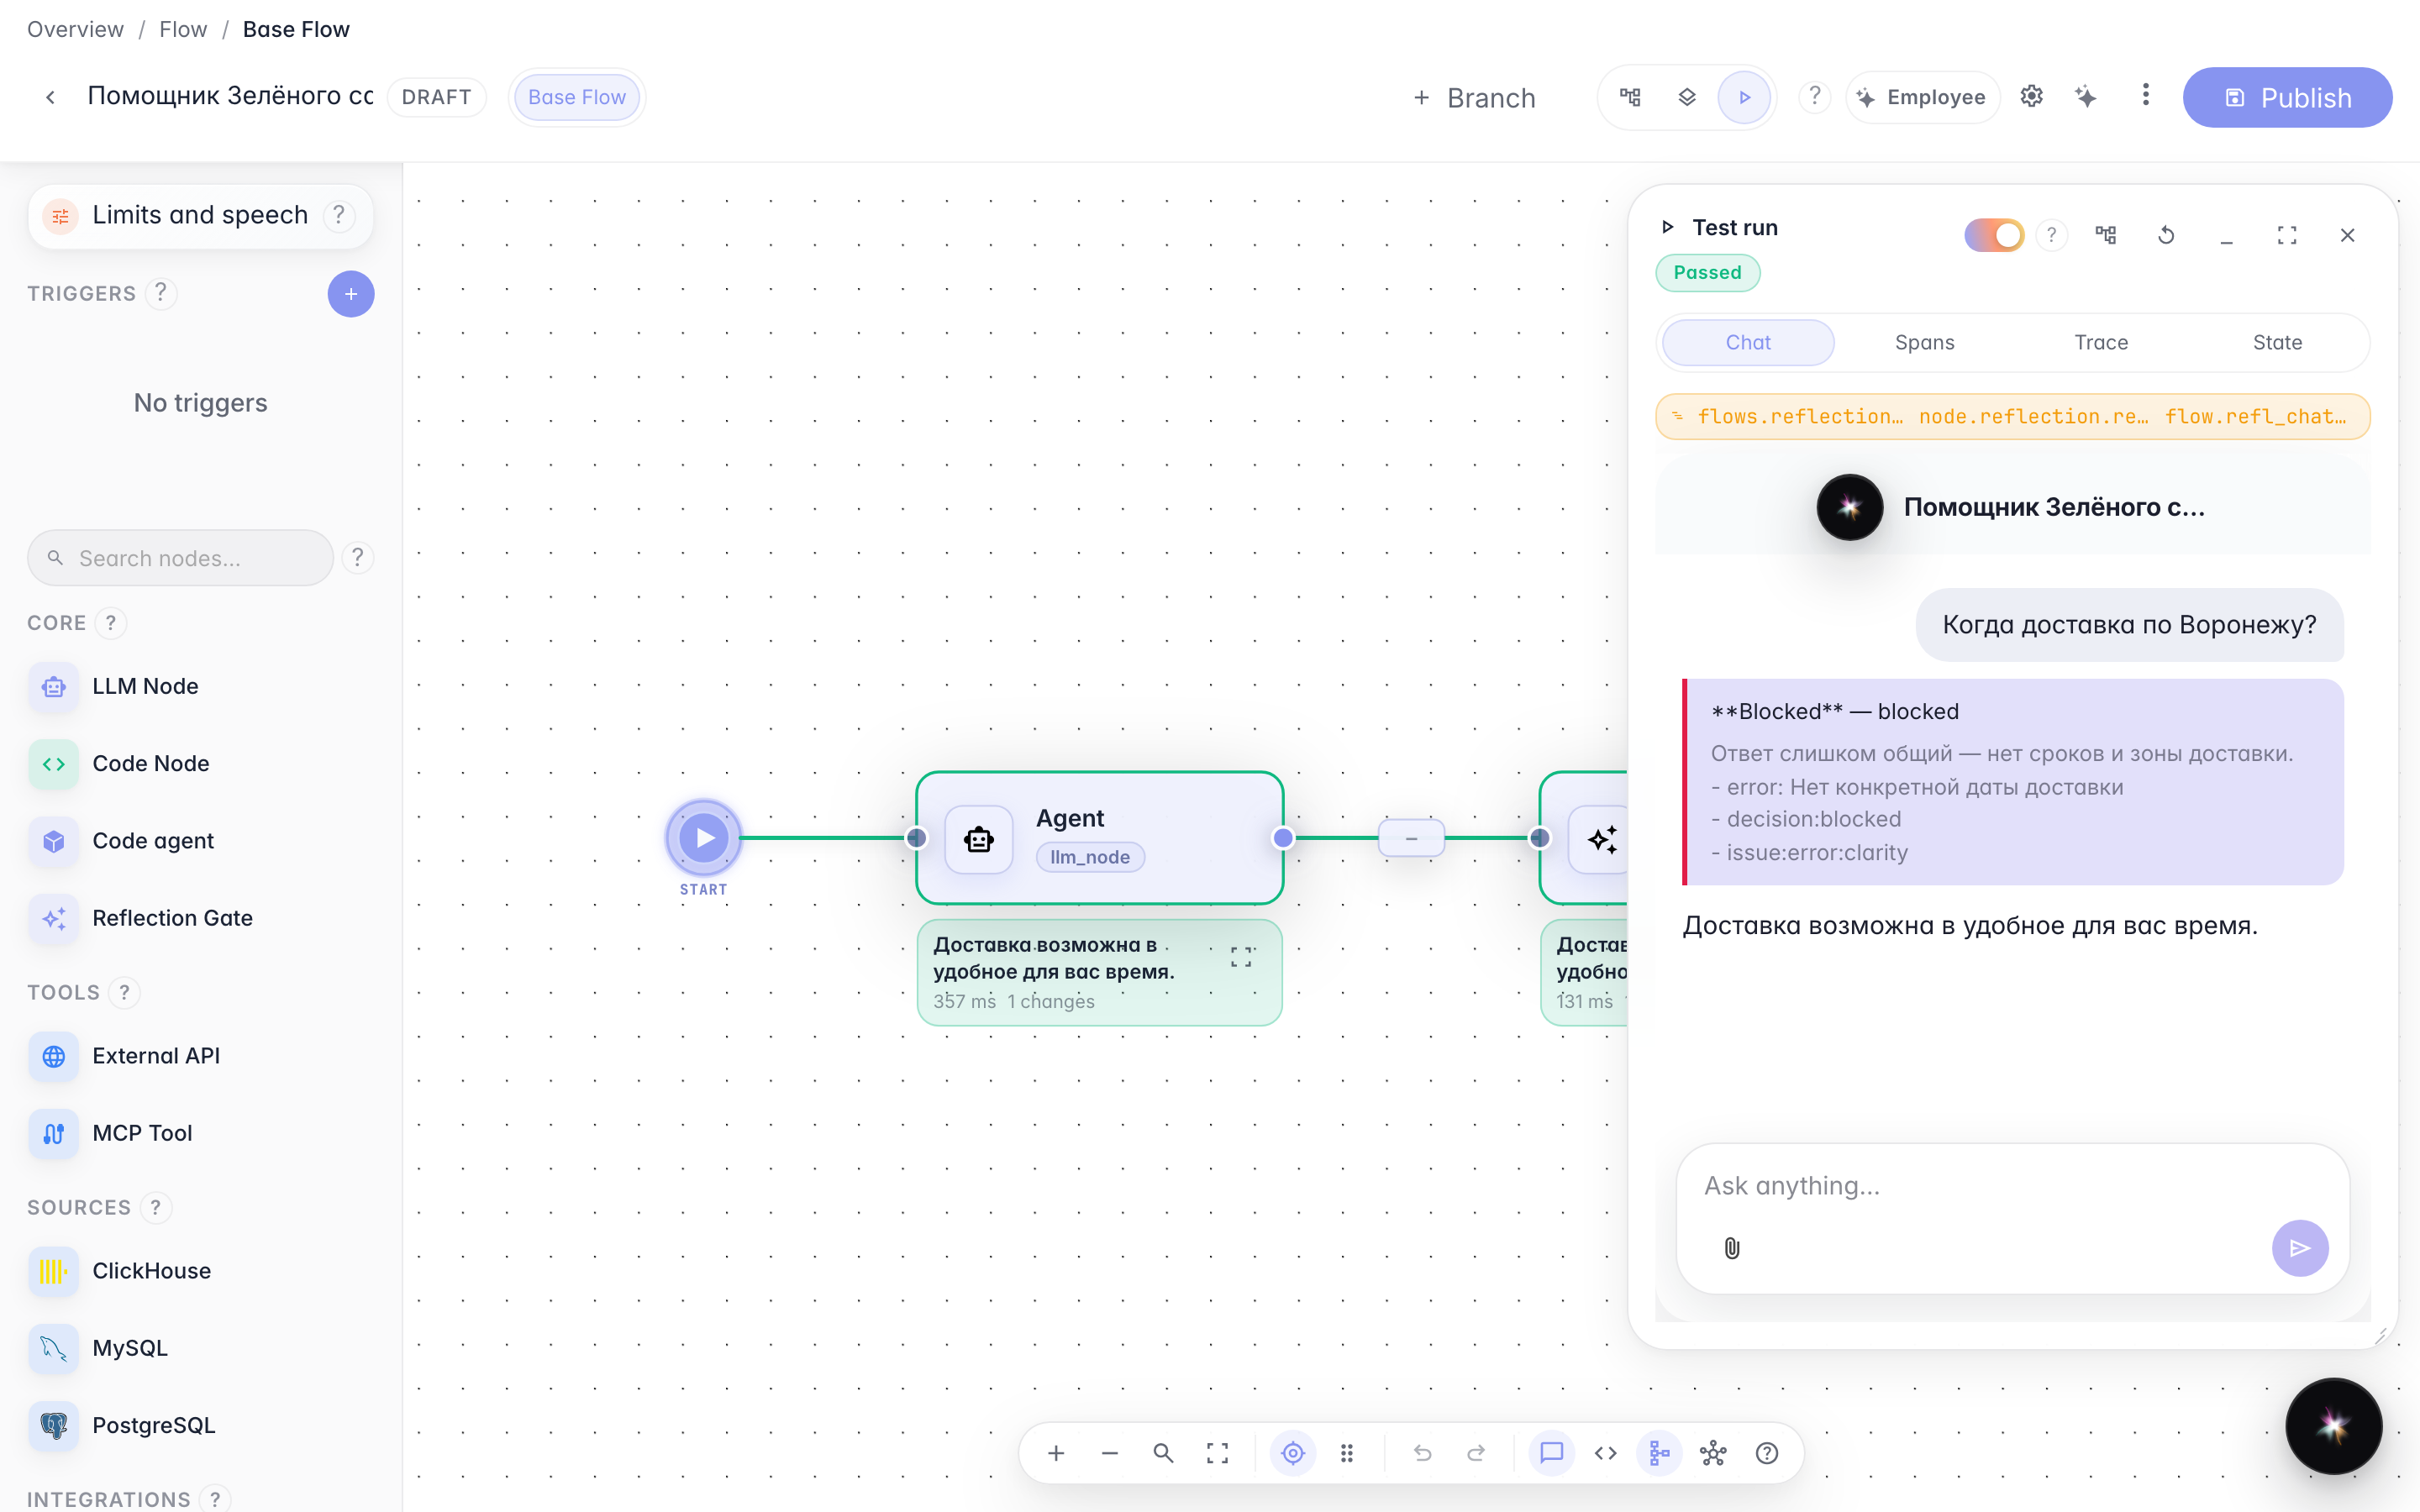 Overview / Flow / Base Flow
Помощник Зелёного сс
DRAFT
Base Flow
+ Branch
?
Employee
Publish
Limits and speech ?
TRIGGERS ?
+
No triggers
Search nodes...
?
CORE ?
LLM Node
Code Node
Code agent
Reflection Gate
TOOLS ?
External API
MCP Tool
SOURCES ?
ClickHouse
MySQL
PostgreSQL
INTEGRATIONS ?
START
Agent
llm_node
Доставка возможна в
удобное для вас время.
357 ms 1 changes
–
Достав
удобно
131 ms
Test run
?
Passed
Chat
Spans
Trace
State
flows.reflection… node.reflection.re… flow.refl_chat…
Помощник Зелёного с...
Когда доставка по Воронежу?
**Blocked** — blocked
Ответ слишком общий — нет сроков и зоны доставки.
- error: Нет конкретной даты доставки
- decision:blocked
- issue:error:clarity
Доставка возможна в удобное для вас время.
Ask anything...